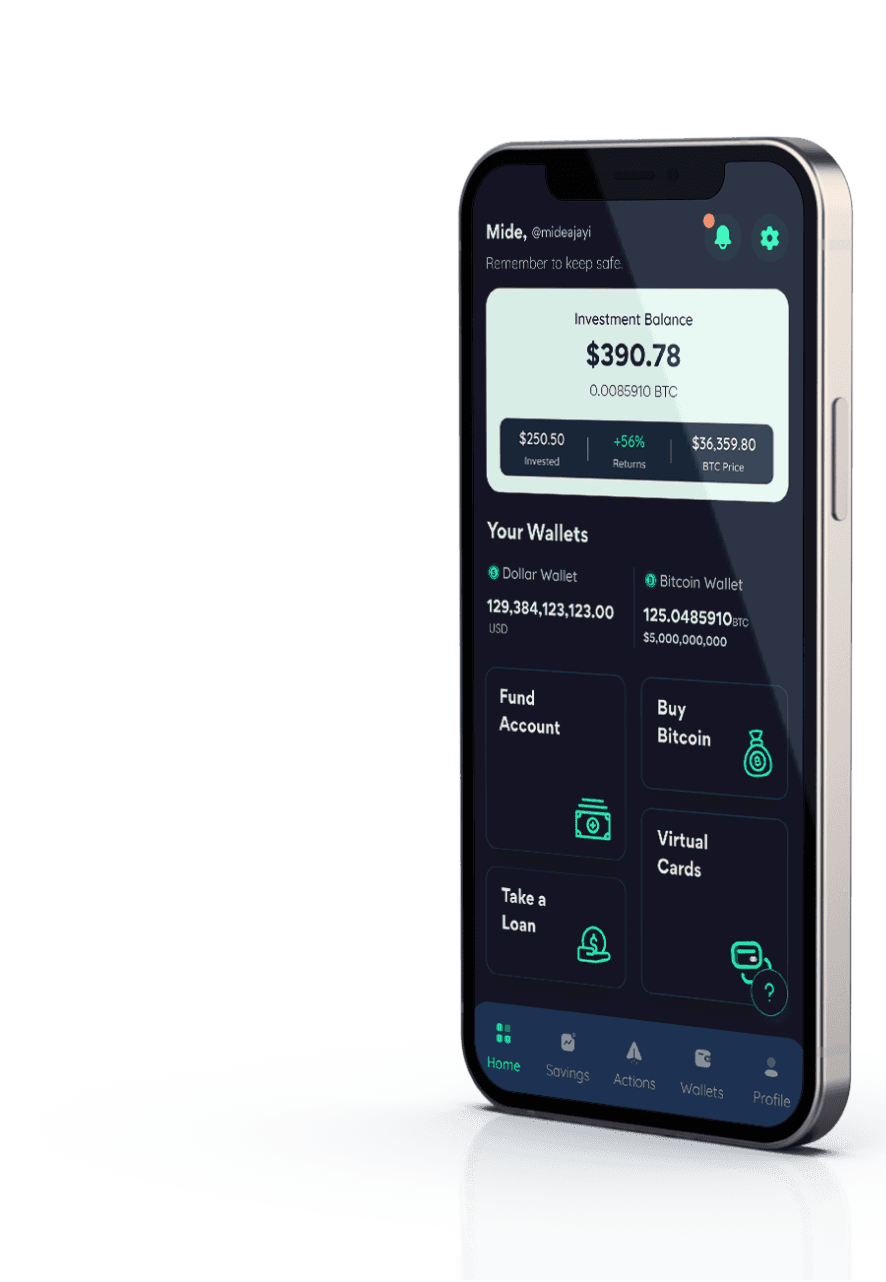 Mide, @mideajayi
Remember to keep safe.
Investment Balance
$390.78
0.0085910 BTC
$250.50 +56% $36,359.80
Invested Returns BTC Price
Your Wallets
Dollar Wallet
129,384,123,123.00
USD
Bitcoin Wallet
125.0485910BTC
$5,000,000,000
Fund
Account
Buy
Bitcoin
Take a
Loan
Virtual
Cards
?
Home Savings Actions Wallets Profile